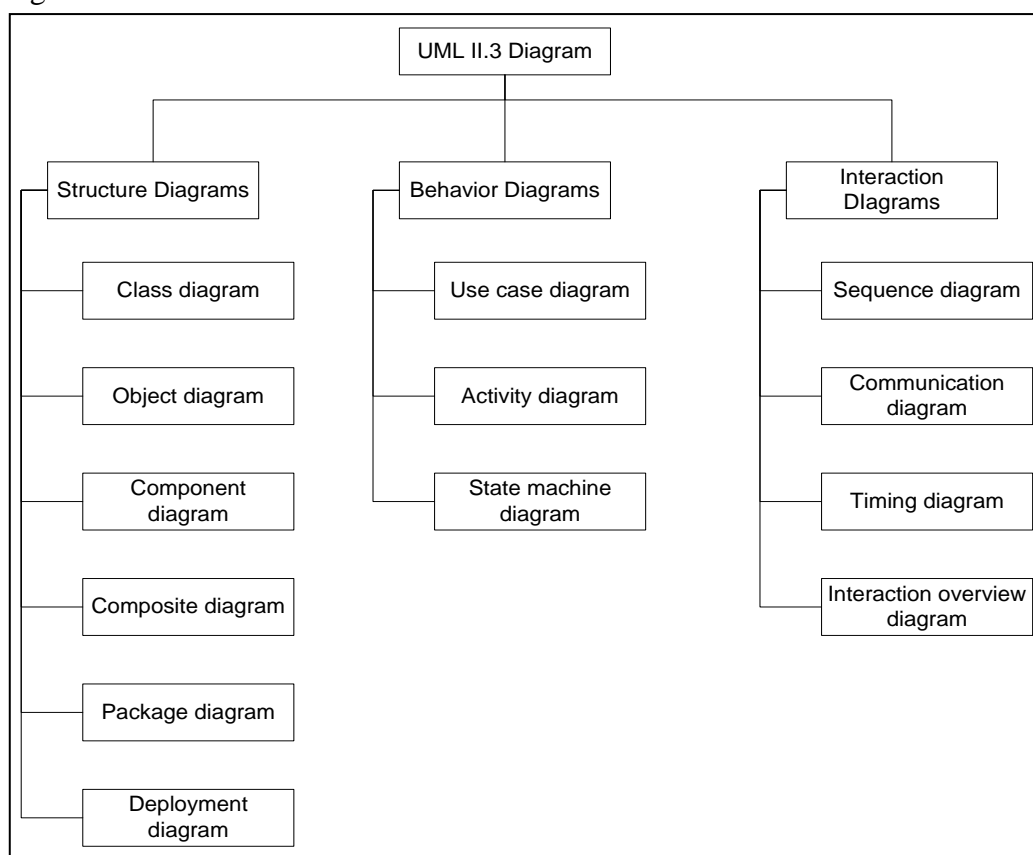 UML II.3 Diagram
Structure Diagrams
Behavior Diagrams
Interaction
DIagrams
Class diagram
Use case diagram
Sequence diagram
Object diagram
Activity diagram
Communication
diagram
Component
diagram
State machine
diagram
Timing diagram
Composite diagram
Interaction overview
diagram
Package diagram
Deployment
diagram